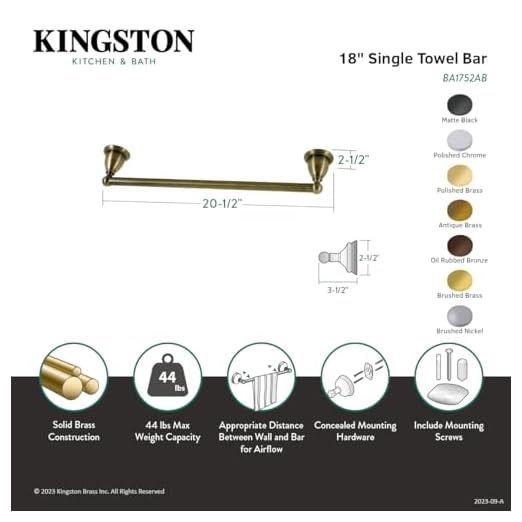 KINGSTON
KITCHEN & BATH
18" Single Towel Bar
BA1752AB
Matte Black
Polished Chrome
Polished Brass
Antique Brass
Oil Rubbed Bronze
Brushed Brass
Brushed Nickel
2-1/2"
20-1/2"
2-1/2"
3-1/2"
44
lbs
Solid Brass
Construction
44 lbs Max
Weight Capacity
Appropriate Distance
Between Wall and Bar
for Airflow
Concealed Mounting
Hardware
Include Mounting
Screws
© 2023 Kingston Brass Inc. All Rights Reserved
2023-09-A